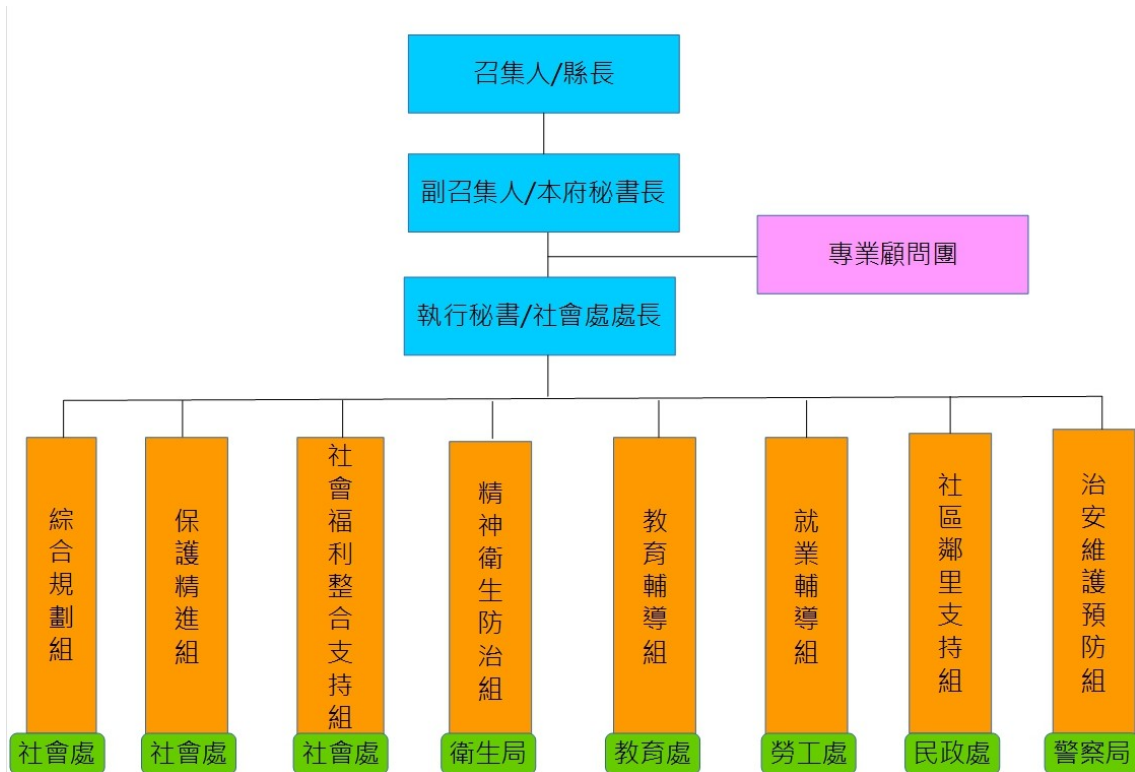 召集人/縣長
副召集人/本府秘書長
專業顧問團
執行秘書/社會處處長
綜合規劃組
保護精進組
社會福利整合支持組
精神衛生防治組
教育輔導組
就業輔導組
社區鄰里支持組
治安維護預防組
社會處
社會處
社會處
衛生局
教育處
勞工處
民政處
警察局